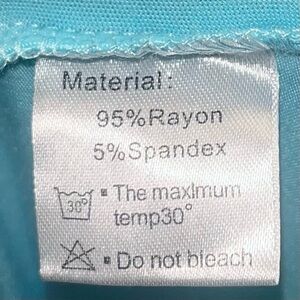 Material:
95%Rayon
5%Spandex
30°
▪ The maxImum
temp30°
▪ Do not bleach